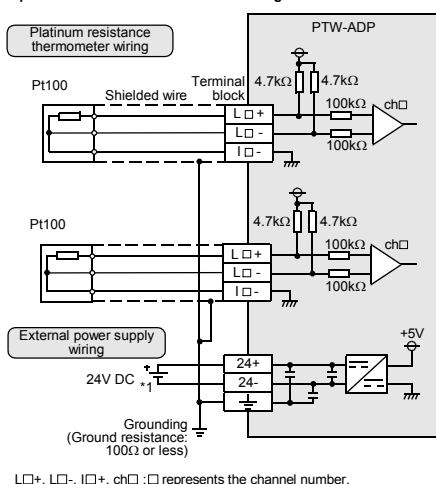 Platinum resistance
thermometer wiring
PTW-ADP
Pt100
Shielded wire
Terminal
block
4.7kΩ
4.7kΩ
100kΩ
ch□
L□+
L□-
I□-
100kΩ
Pt100
4.7kΩ
4.7kΩ
100kΩ
ch□
L□+
L□-
I□-
100kΩ
External power supply
wiring
+5V
24V DC
*1
+
24+
24-
Grounding
(Ground resistance:
100Ω or less)
L□+, L□-, I□+, ch□ :□ represents the channel number.